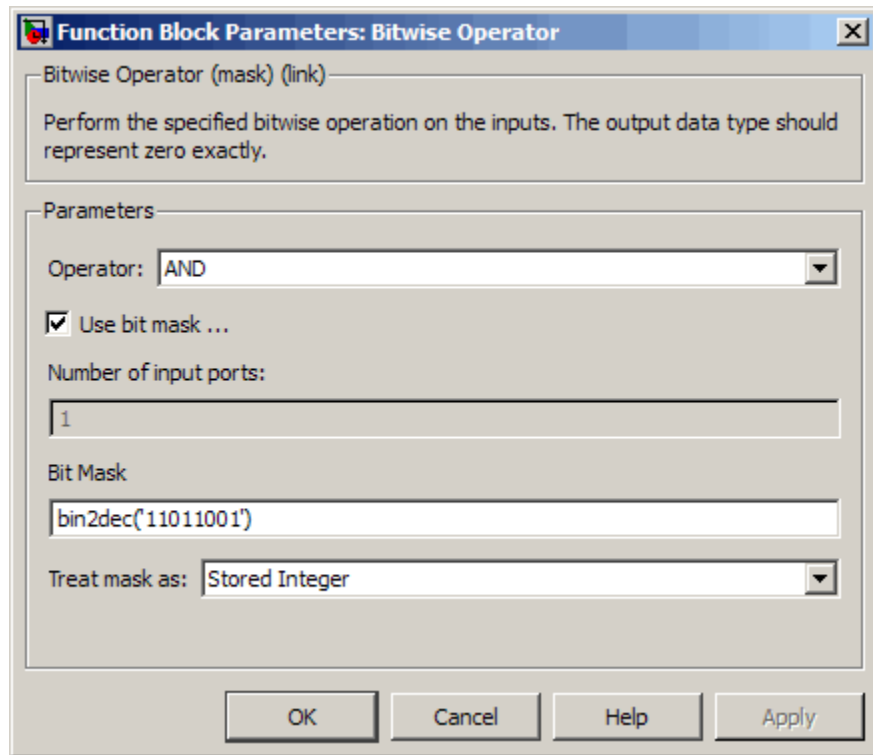 Function Block Parameters: Bitwise Operator
Bitwise Operator (mask) (link)
Perform the specified bitwise operation on the inputs. The output data type should
represent zero exactly.
Parameters
Operator: AND
Use bit mask ...
Number of input ports:
1
Bit Mask
bin2dec('11011001')
Treat mask as: Stored Integer
OK Cancel Help Apply